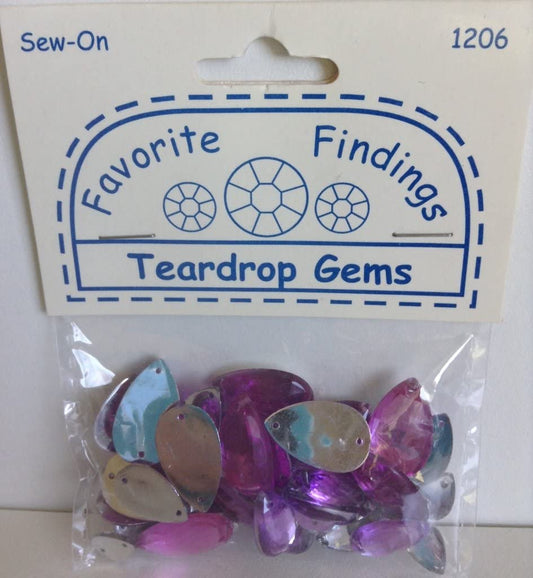 Sew-On 1206
Favorite Findings
Teardrop Gems